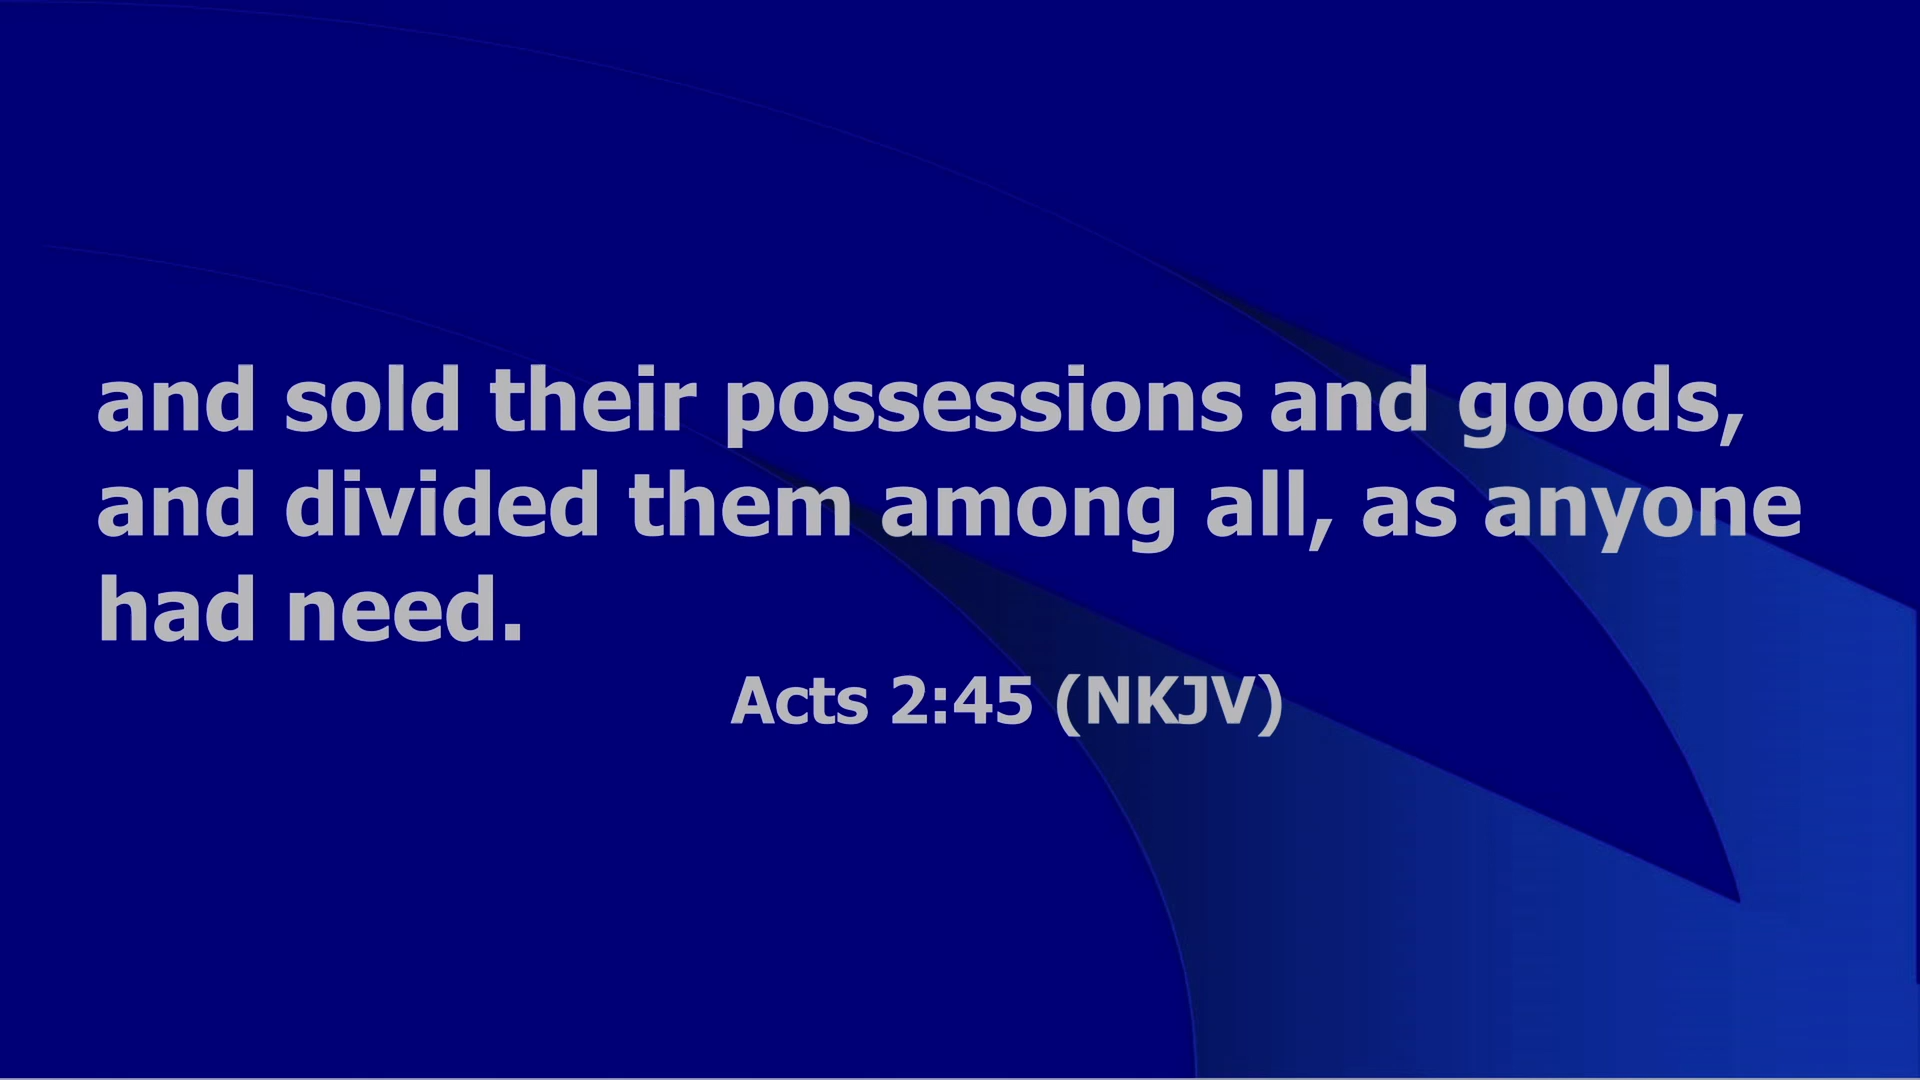 and sold their possessions and goods,
and divided them among all, as anyone
had need.
Acts 2:45 (NKJV)